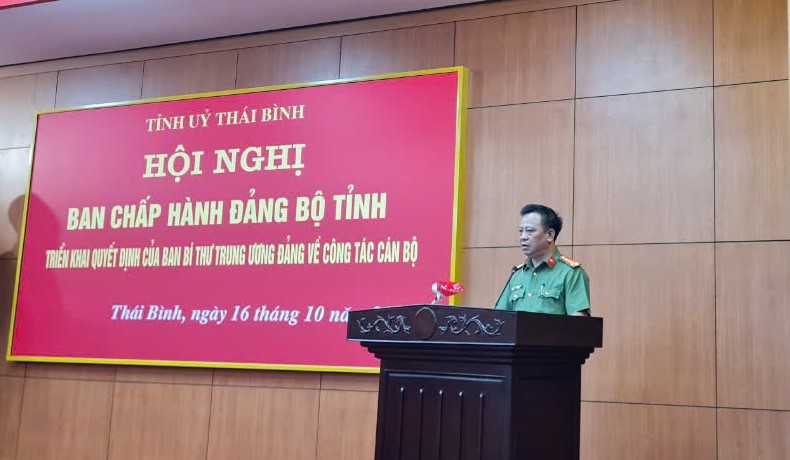 TỈNH UỶ THÁI BÌNH
HỘI NGHỊ
BAN CHẤP HÀNH ĐẢNG BỘ TỈNH
TRIỂN KHAI QUYẾT ĐỊNH CỦA BAN BÍ THƯ TRUNG ƯƠNG ĐẢNG VỀ CÔNG TÁC CÁN BỘ
Thái Bình, ngày 16 tháng 10